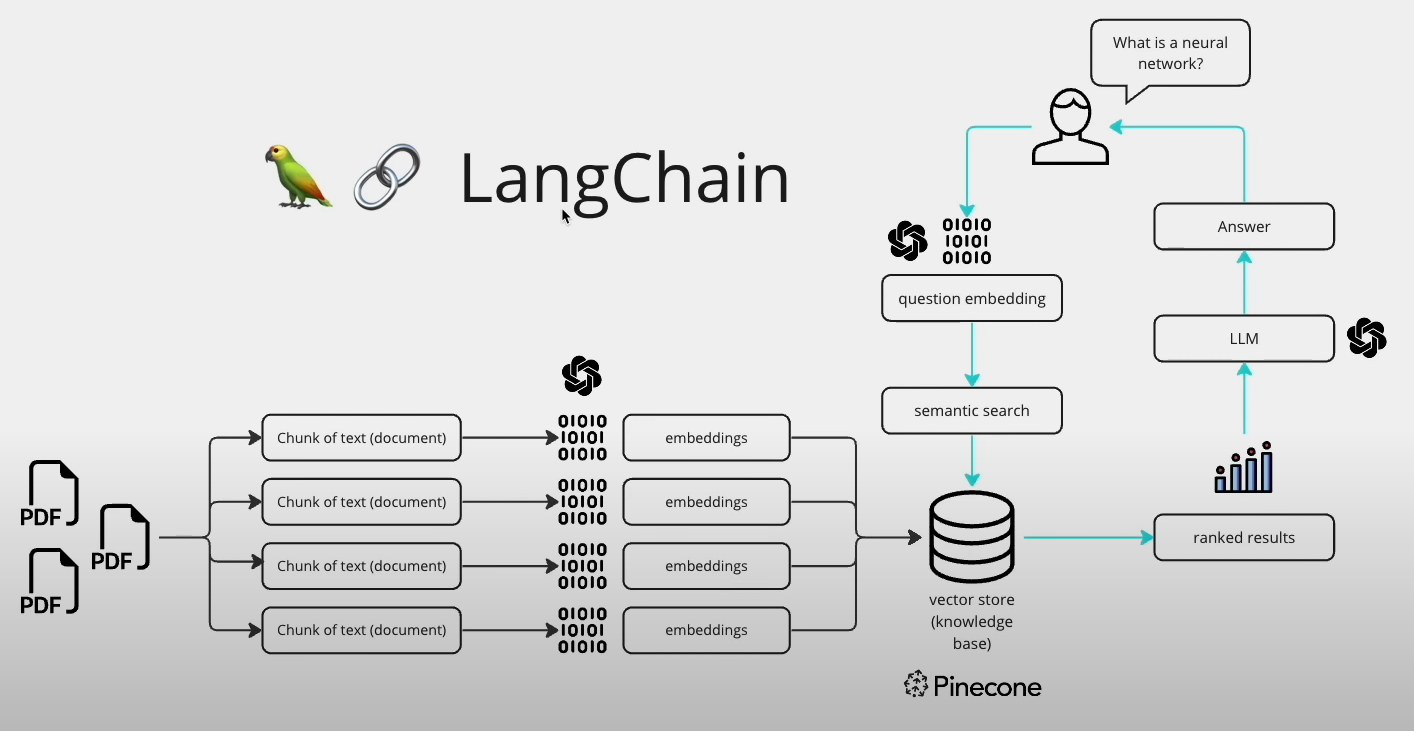 What is a neural
network?
LangChain
Answer
01010
10101
01010
question embedding
LLM
semantic search
Chunk of text (document)
01010
10101
01010
embeddings
Chunk of text (document)
01010
10101
01010
embeddings
PDF
PDF
PDF
Chunk of text (document)
01010
10101
01010
embeddings
Chunk of text (document)
01010
10101
01010
embeddings
ranked results
vector store
(knowledge
base)
Pinecone